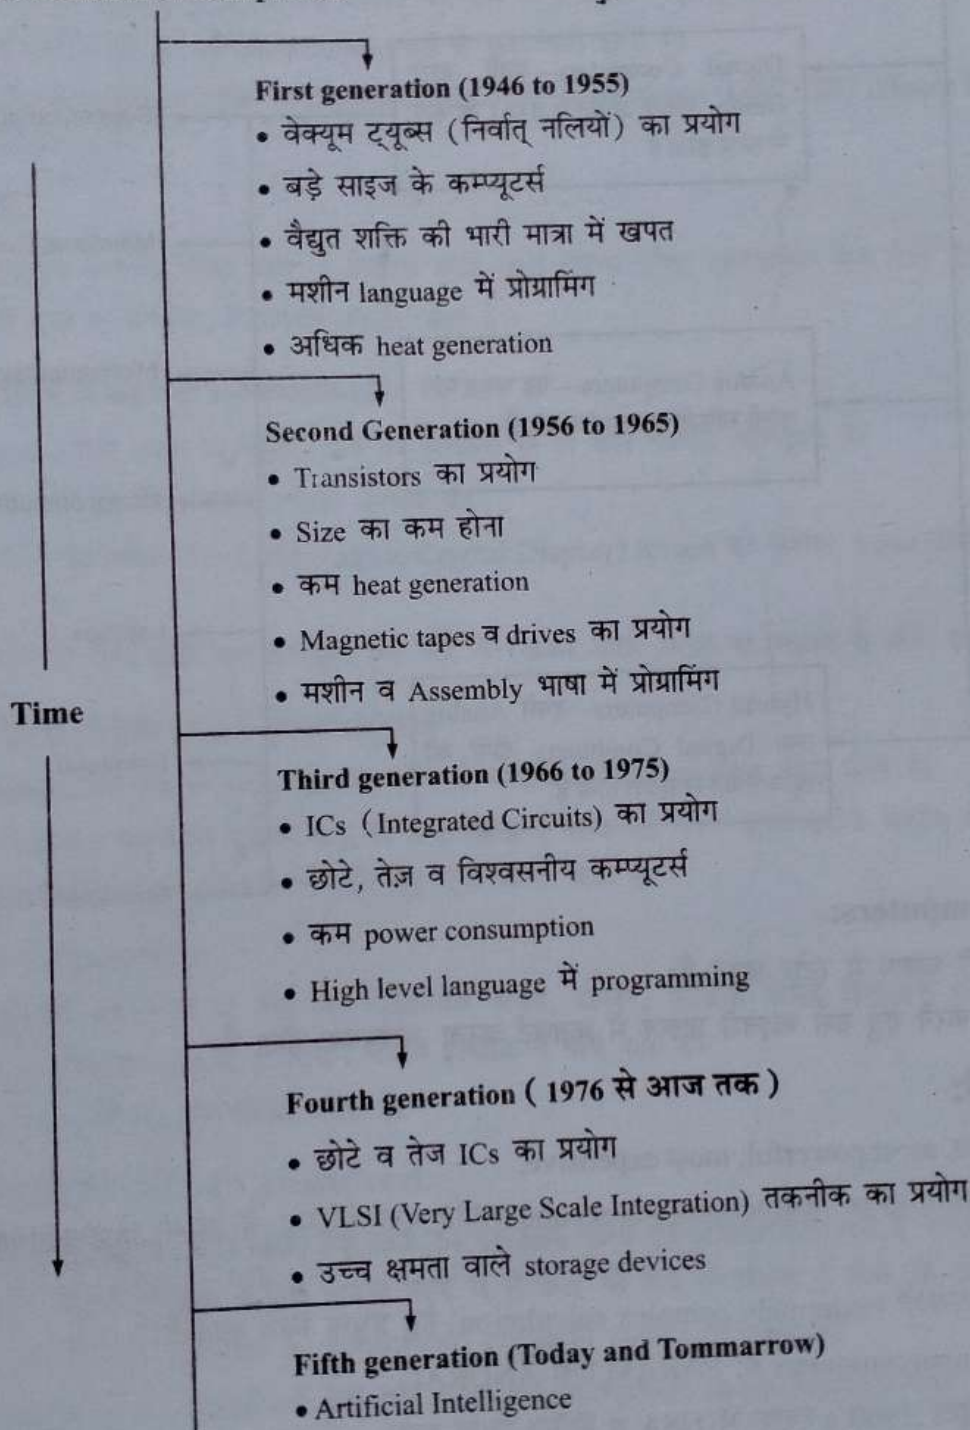 First generation (1946 to 1955)
• वेक्यूम ट्यूब्स (निर्वात् नलियों) का प्रयोग
• बड़े साइज के कम्प्यूटर्स
• वैद्युत शक्ति की भारी मात्रा में खपत
• मशीन language में प्रोग्रामिंग
• अधिक heat generation
Second Generation (1956 to 1965)
• Transistors का प्रयोग
• Size का कम होना
• कम heat generation
• Magnetic tapes व drives का प्रयोग
• मशीन व Assembly भाषा में प्रोग्रामिंग
Time
Third generation (1966 to 1975)
• ICs (Integrated Circuits) का प्रयोग
• छोटे, तेज़ व विश्वसनीय कम्प्यूटर्स
• कम power consumption
• High level language में programming
Fourth generation ( 1976 से आज तक )
• छोटे व तेज ICs का प्रयोग
• VLSI (Very Large Scale Integration) तकनीक का प्रयोग
• उच्च क्षमता वाले storage devices
Fifth generation (Today and Tommarrow)
• Artificial Intelligence